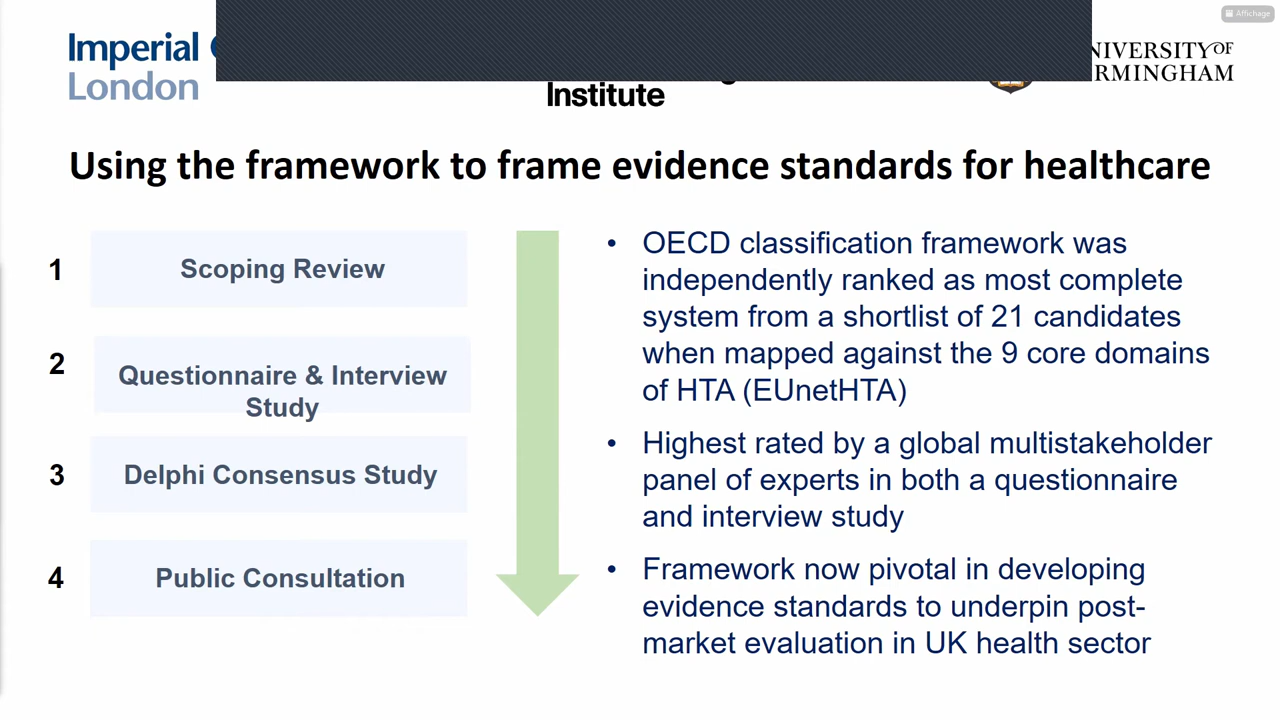 Affichage
Imperial
London
Institute
NIVERSITY OF
RMINGHAM
Using the framework to frame evidence standards for healthcare
1 Scoping Review
2 Questionnaire & Interview
Study
3 Delphi Consensus Study
4 Public Consultation
• OECD classification framework was
independently ranked as most complete
system from a shortlist of 21 candidates
when mapped against the 9 core domains
of HTA (EUnetHTA)
• Highest rated by a global multistakeholder
panel of experts in both a questionnaire
and interview study
• Framework now pivotal in developing
evidence standards to underpin post-
market evaluation in UK health sector